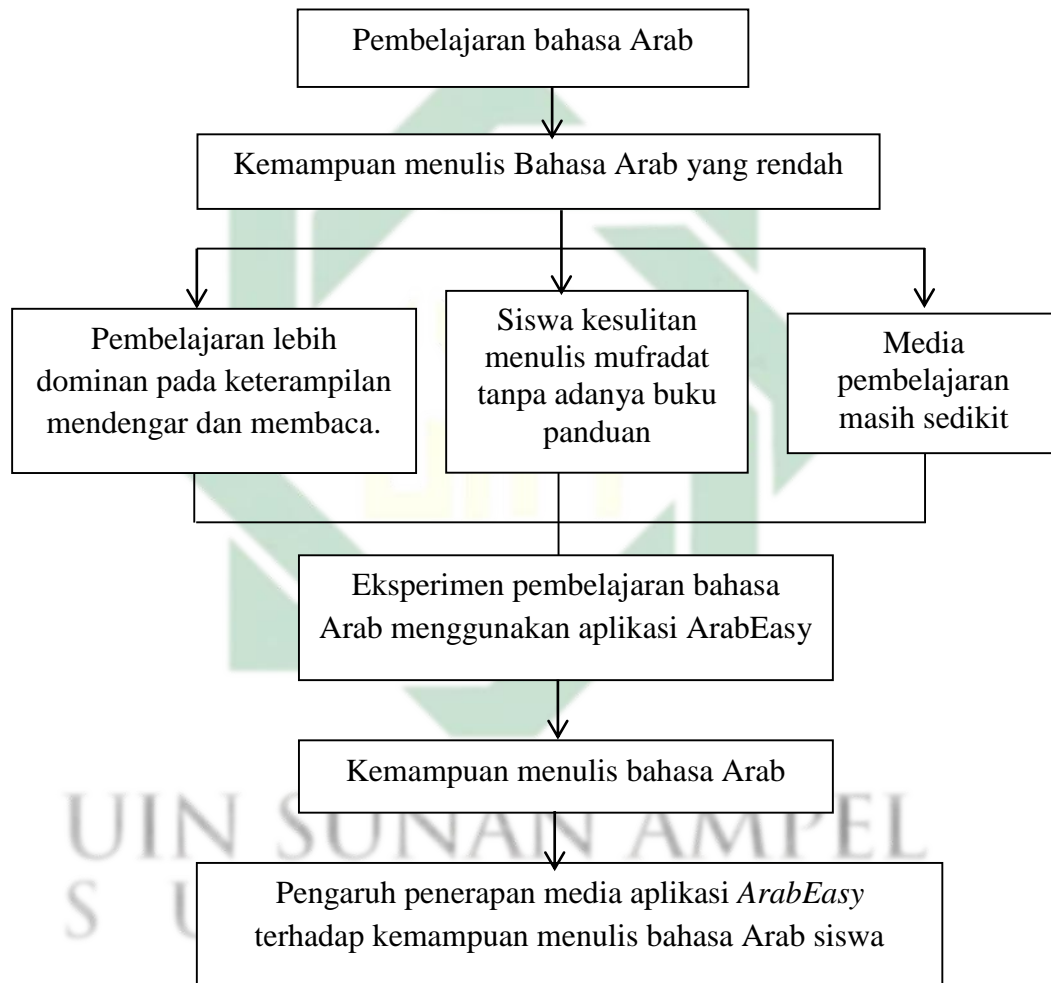 Pembelajaran bahasa Arab
Kemampuan menulis Bahasa Arab yang rendah
Pembelajaran lebih
dominan pada keterampilan
mendengar dan membaca.
Siswa kesulitan
menulis mufradat
tanpa adanya buku
panduan
Media
pembelajaran
masih sedikit
Eksperimen pembelajaran bahasa
Arab menggunakan aplikasi ArabEasy
Kemampuan menulis bahasa Arab
UIN SUNAN AMPEL
Pengaruh penerapan media aplikasi ArabEasy
terhadap kemampuan menulis bahasa Arab siswa